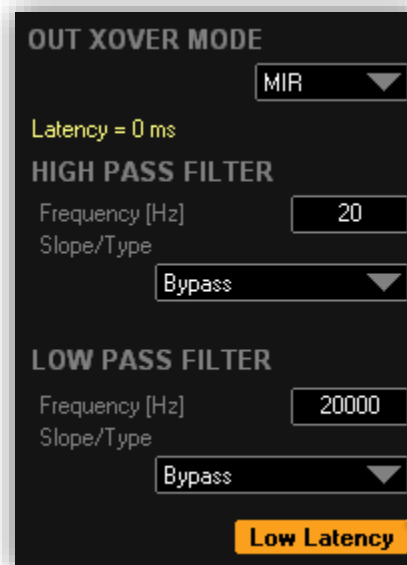 OUT XOVER MODE
MIR
Latency = 0 ms
HIGH PASS FILTER
Frequency [Hz] 20
Slope/Type
Bypass
LOW PASS FILTER
Frequency [Hz] 20000
Slope/Type
Bypass
Low Latency